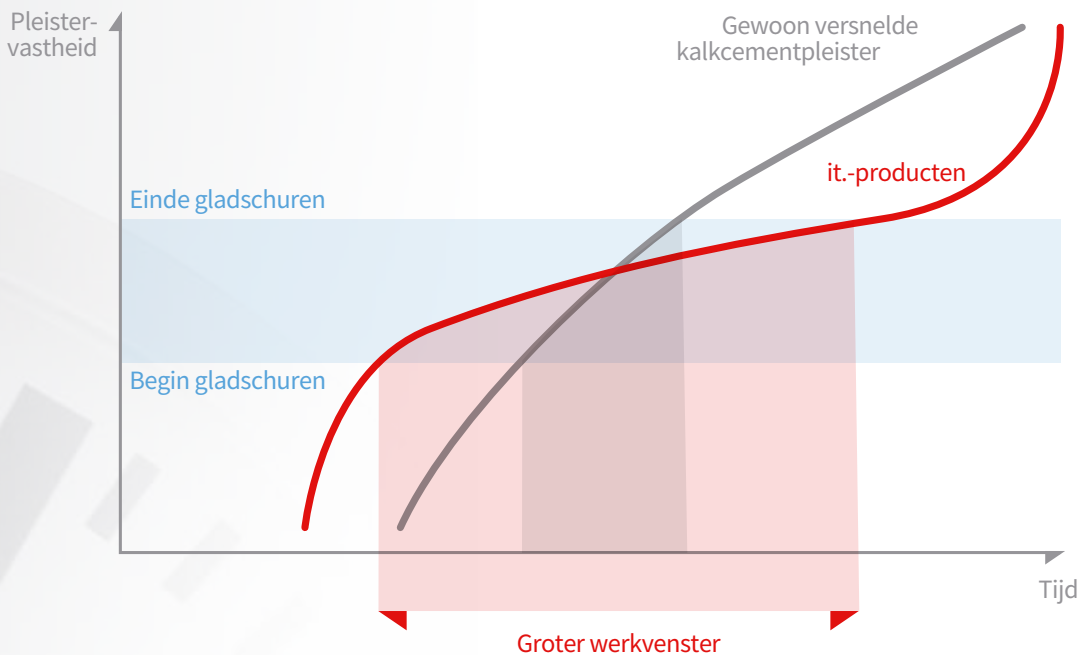 Pleister-
vastheid
Gewoon versnelde
kalkcementpleister
it.-producten
Einde gladschuren
Begin gladschuren
Tijd
Groter werkvenster